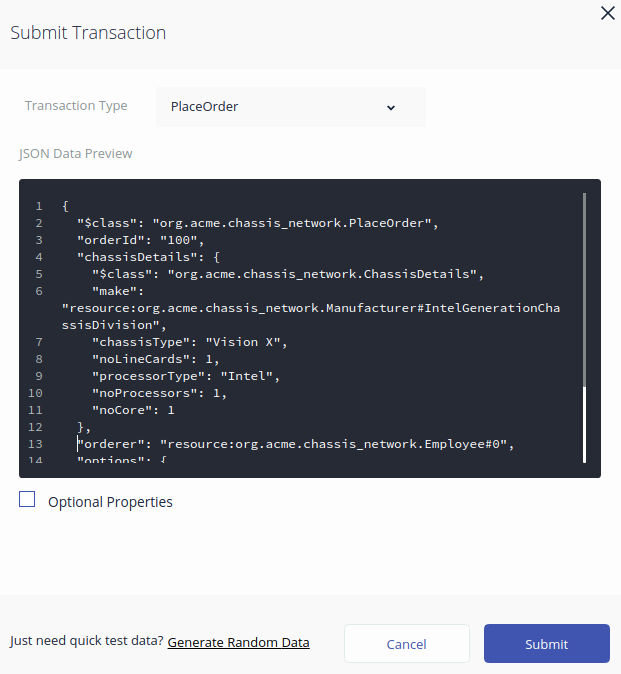 Submit Transaction
Transaction Type
PlaceOrder
JSON Data Preview
1 {
2 "$class": "org.acme.chassis_network.PlaceOrder",
3 "orderId": "100",
4 "chassisDetails": {
5 "$class": "org.acme.chassis_network.ChassisDetails",
6 "make":
"resource:org.acme.chassis_network.Manufacturer#IntelGenerationCha
ssisDivision",
7 "chassisType": "Vision X",
8 "noLineCards": 1,
9 "processorType": "Intel",
10 "noProcessors": 1,
11 "noCore": 1
12 },
13 "orderer": "resource:org.acme.chassis_network.Employee#0",
14 "options": {
Optional Properties
Just need quick test data? Generate Random Data
Cancel
Submit